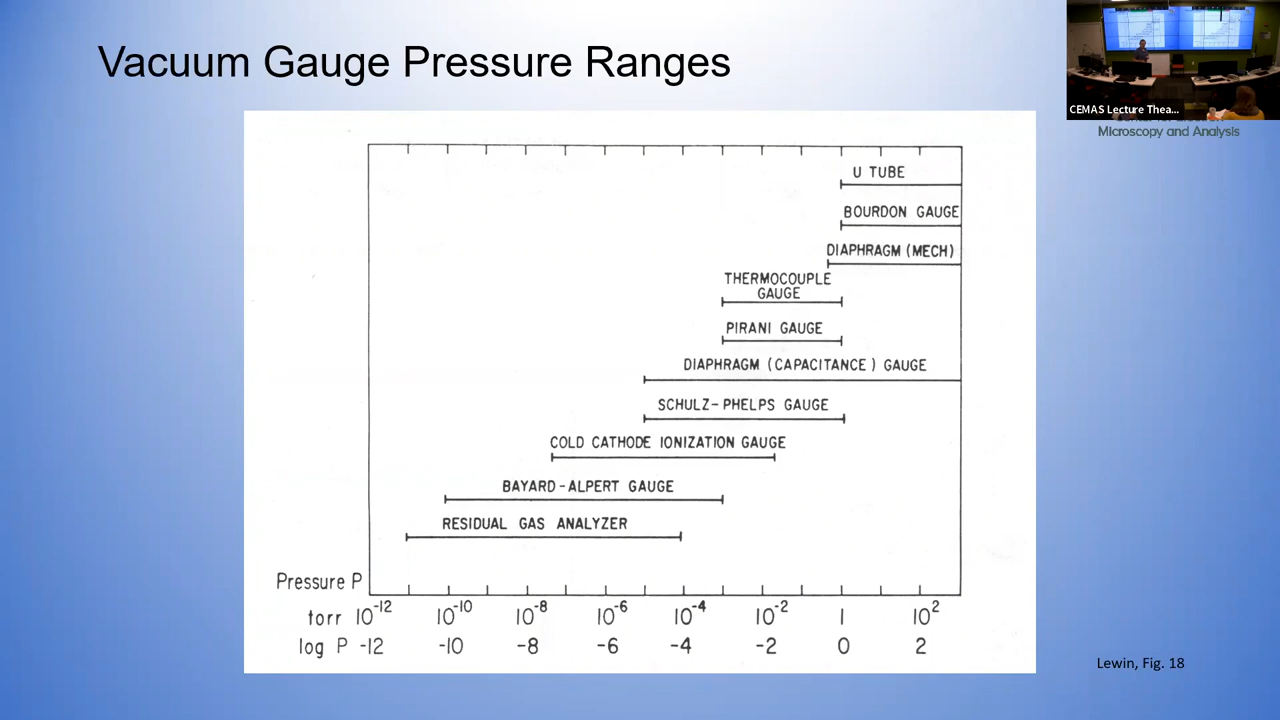 Vacuum Gauge Pressure Ranges
CEMAS Lecture Thea...
Microscopy and Analysis
U TUBE
BOURDON GAUGE
DIAPHRAGM (MECH)
THERMOCOUPLE
GAUGE
PIRANI GAUGE
DIAPHRAGM (CAPACITANCE) GAUGE
SCHULZ-PHELPS GAUGE
COLD CATHODE IONIZATION GAUGE
BAYARD-ALPERT GAUGE
RESIDUAL GAS ANALYZER
Pressure P
torr 10⁻¹² 10⁻¹⁰ 10⁻⁸ 10⁻⁶ 10⁻⁴ 10⁻² 1 10²
log P -12 -10 -8 -6 -4 -2 0 2
Lewin, Fig. 18